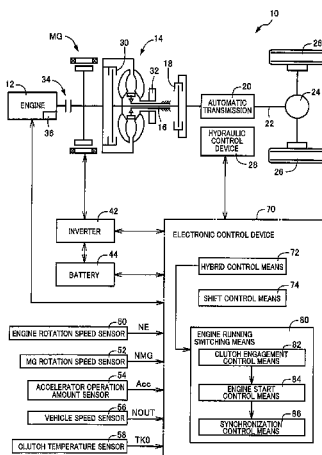 10
MG
30
14
26
12
34
32
18
20
24
ENGINE
36
16
AUTOMATIC
TRANSMISSION
22
HYDRAULIC
CONTROL
DEVICE
28
26
42
INVERTER
44
BATTERY
70
ELECTRONIC CONTROL DEVICE
72
HYBRID CONTROL MEANS
74
SHIFT CONTROL MEANS
80
ENGINE RUNNING
SWITCHING MEANS
82
CLUTCH ENGAGEMENT
CONTROL MEANS
84
ENGINE START
CONTROL MEANS
86
SYNCHRONIZATION
CONTROL MEANS
50
ENGINE ROTATION SPEED SENSOR
NE
52
MG ROTATION SPEED SENSOR
NMG
54
ACCELERATOR OPERATION
AMOUNT SENSOR
Acc
56
VEHICLE SPEED SENSOR
NOUT
58
CLUTCH TEMPERATURE SENSOR
TK0